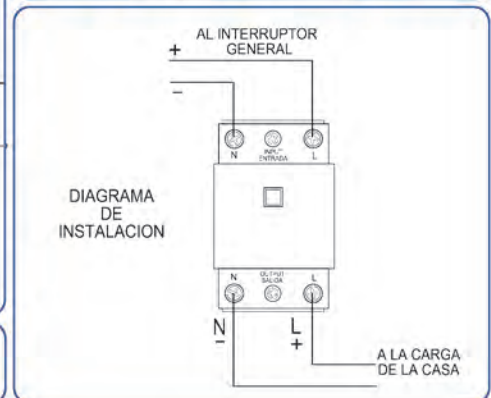 AL INTERRUPTOR
GENERAL
+
−
N
INPUT
L
ENTRADA
DIAGRAMA
DE
INSTALACION
N
OUTPUT
L
SALIDA
N
−
L
+
A LA CARGA
DE LA CASA